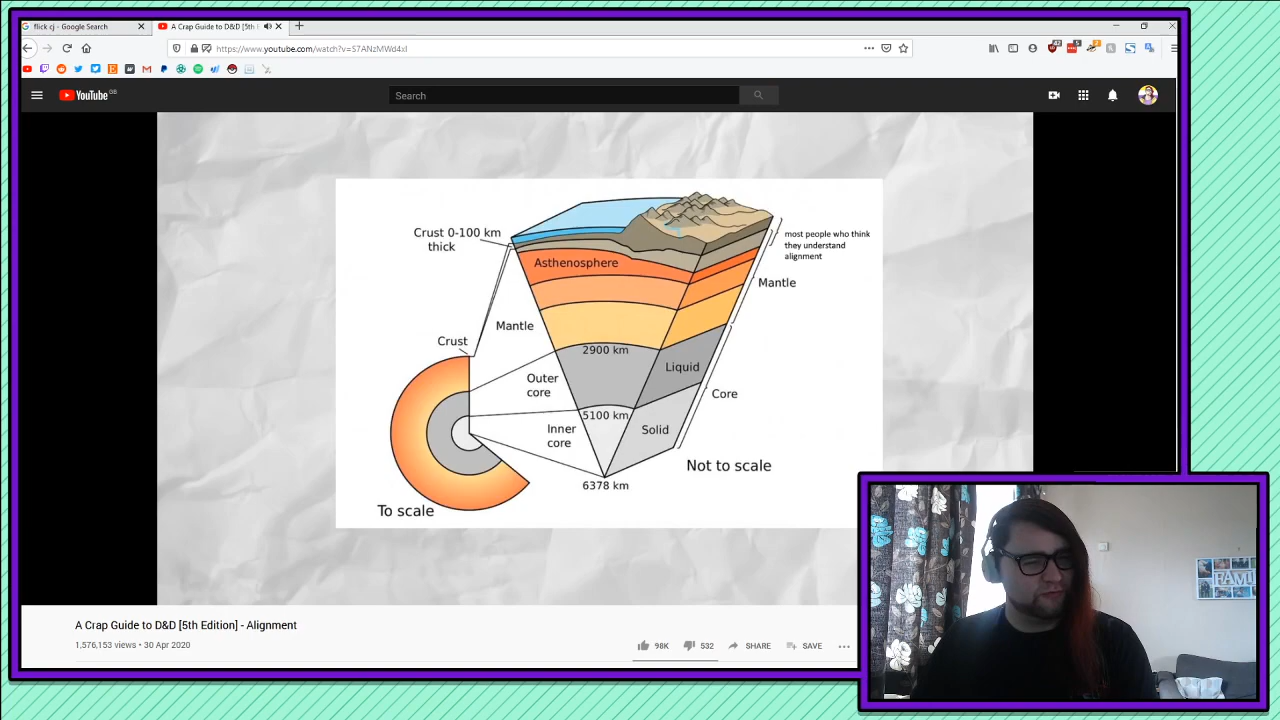 flick cj - Google Search
A Crap Guide to D&D [5th E
https://www.youtube.com/watch?v=S7ANzMWd4xI
YouTube GB
Search
Crust 0-100 km
thick
most people who think
they understand
alignment
Asthenosphere
Mantle
Mantle
Crust
2900 km
Liquid
Outer
core
Core
5100 km
Inner
core
Solid
Not to scale
6378 km
To scale
A Crap Guide to D&D [5th Edition] - Alignment
1,576,153 views • 30 Apr 2020
98K
532
SHARE
SAVE